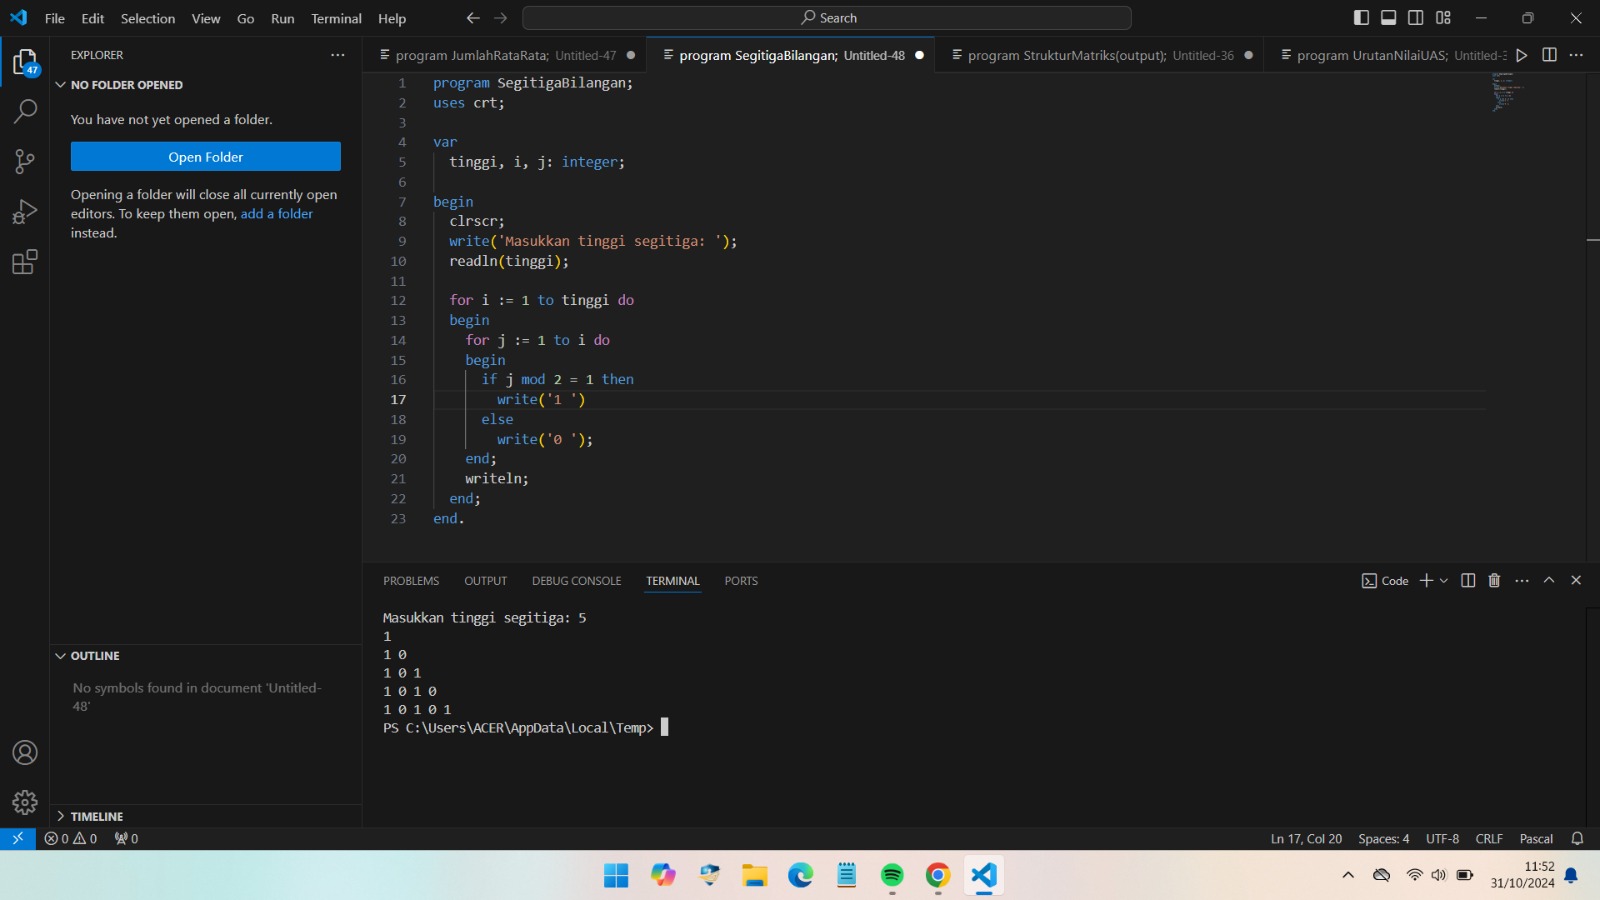 File Edit Selection View Go Run Terminal Help
Search
EXPLORER
47
NO FOLDER OPENED
You have not yet opened a folder.
Open Folder
Opening a folder will close all currently open
editors. To keep them open, add a folder
instead.
OUTLINE
No symbols found in document 'Untitled-
48'
TIMELINE
program JumlahRataRata; Untitled-47
program SegitigaBilangan; Untitled-48
program StrukturMatriks(output); Untitled-36
program UrutanNilaiUAS; Untitled-3
1 program SegitigaBilangan;
2 uses crt;
3
4 var
5 tinggi, i, j: integer;
6
7 begin
8 clrscr;
9 write('Masukkan tinggi segitiga: ');
10 readln(tinggi);
11
12 for i := 1 to tinggi do
13 begin
14 for j := 1 to i do
15 begin
16 if j mod 2 = 1 then
17 write('1 ')
18 else
19 write('0 ');
20 end;
21 writeln;
22 end;
23 end.
PROBLEMS OUTPUT DEBUG CONSOLE TERMINAL PORTS
Code
Masukkan tinggi segitiga: 5
1
1 0
1 0 1
1 0 1 0
1 0 1 0 1
PS C:\Users\ACER\AppData\Local\Temp>
0 0 0
Ln 17, Col 20 Spaces: 4 UTF-8 CRLF Pascal
11:52
31/10/2024